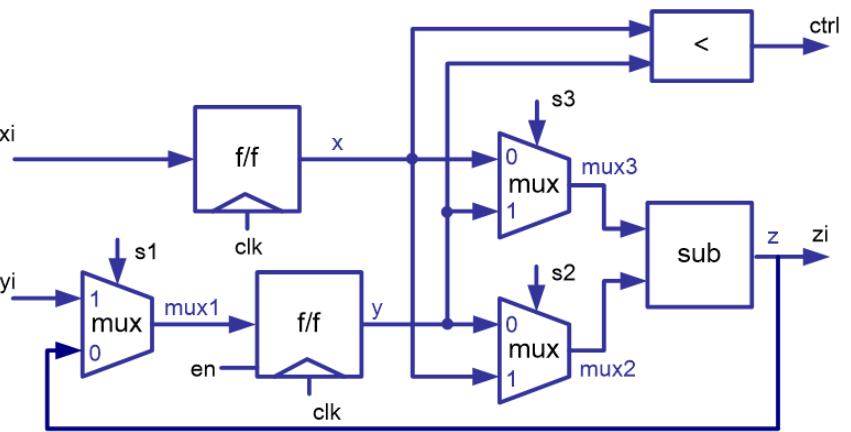 ctrl
<
s3
xi
x
f/f
0
mux3
mux
1
clk
sub
z
zi
s1
s2
yi
1
mux1
y
f/f
0
mux
mux
0
en
1
mux2
clk